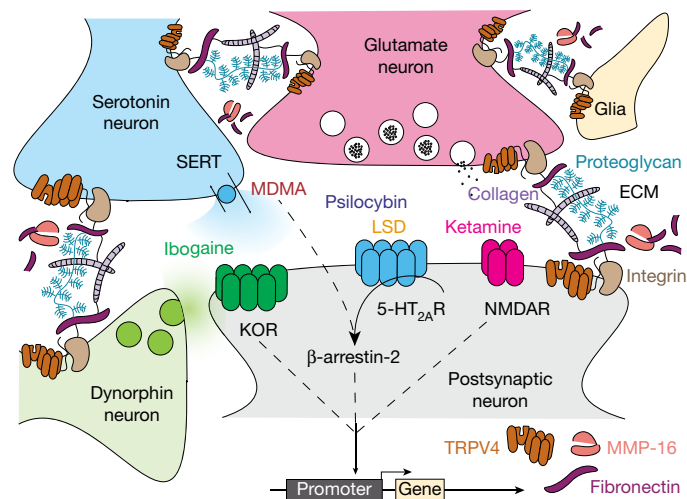 Glutamate
neuron
Serotonin
neuron
Glia
SERT
MDMA
Proteoglycan
Collagen
ECM
Psilocybin
LSD
Ketamine
Ibogaine
Integrin
5-HT2AR
NMDAR
KOR
β-arrestin-2
Dynorphin
neuron
Postsynaptic
neuron
TRPV4
MMP-16
Fibronectin
Promoter
Gene